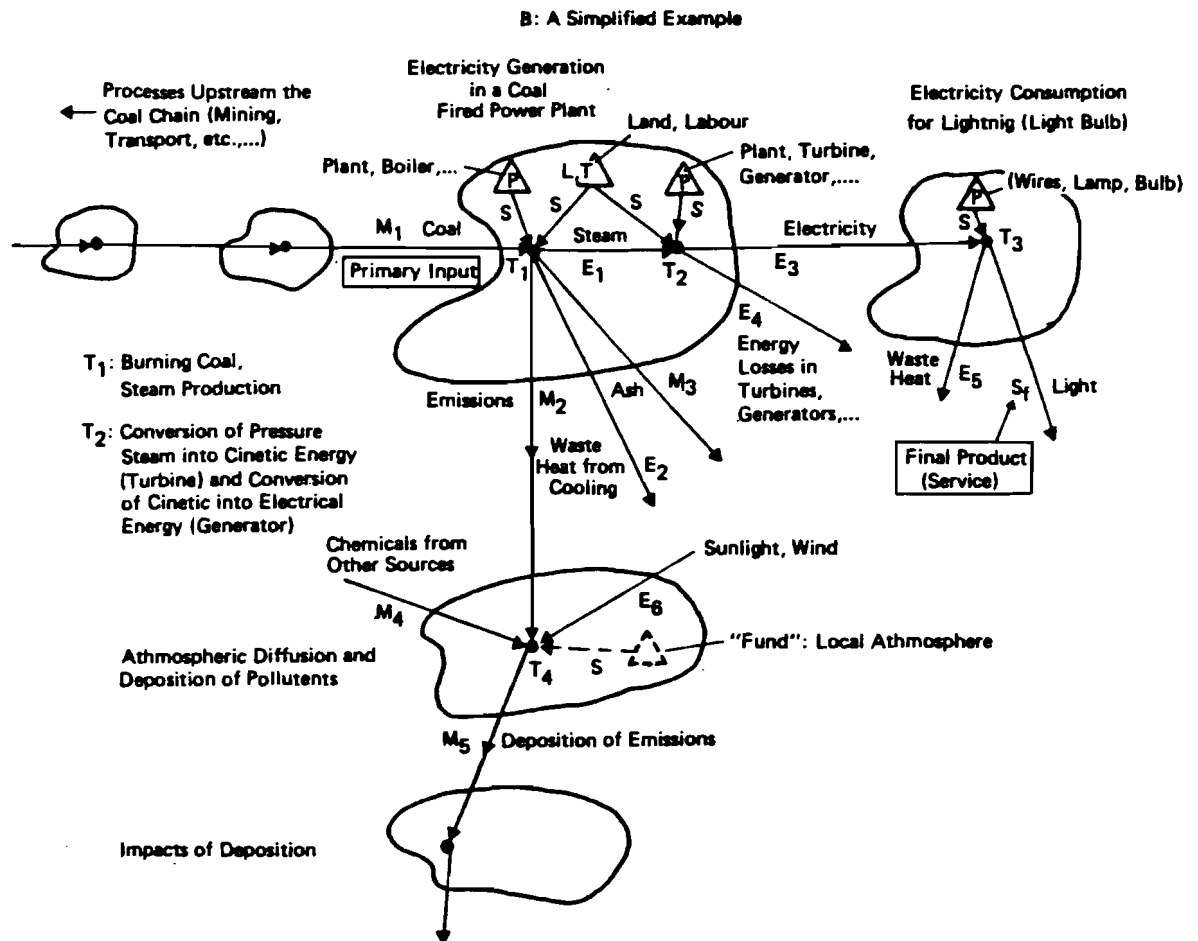 B: A Simplified Example
Processes Upstream the
Coal Chain (Mining,
Transport, etc.,...)
Electricity Generation
in a Coal
Fired Power Plant
Electricity Consumption
for Lightnig (Light Bulb)
Land, Labour
Plant, Boiler,...
Plant, Turbine,
Generator,....
(Wires, Lamp, Bulb)
P
L,T
P
P
S
S
S
S
S
M1 Coal
Primary Input
T1
Steam
E1
T2
Electricity
E3
T3
T1: Burning Coal,
Steam Production
T2: Conversion of Pressure
Steam into Cinetic Energy
(Turbine) and Conversion
of Cinetic into Electrical
Energy (Generator)
Emissions
M2
Ash
M3
Waste
Heat from
Cooling
E2
E4
Energy
Losses in
Turbines,
Generators,...
Waste
Heat
E5
Sf
Light
Final Product
(Service)
Chemicals from
Other Sources
M4
Sunlight, Wind
E6
"Fund": Local Athmosphere
S
T4
Athmospheric Diffusion and
Deposition of Pollutents
M5
Deposition of Emissions
Impacts of Deposition